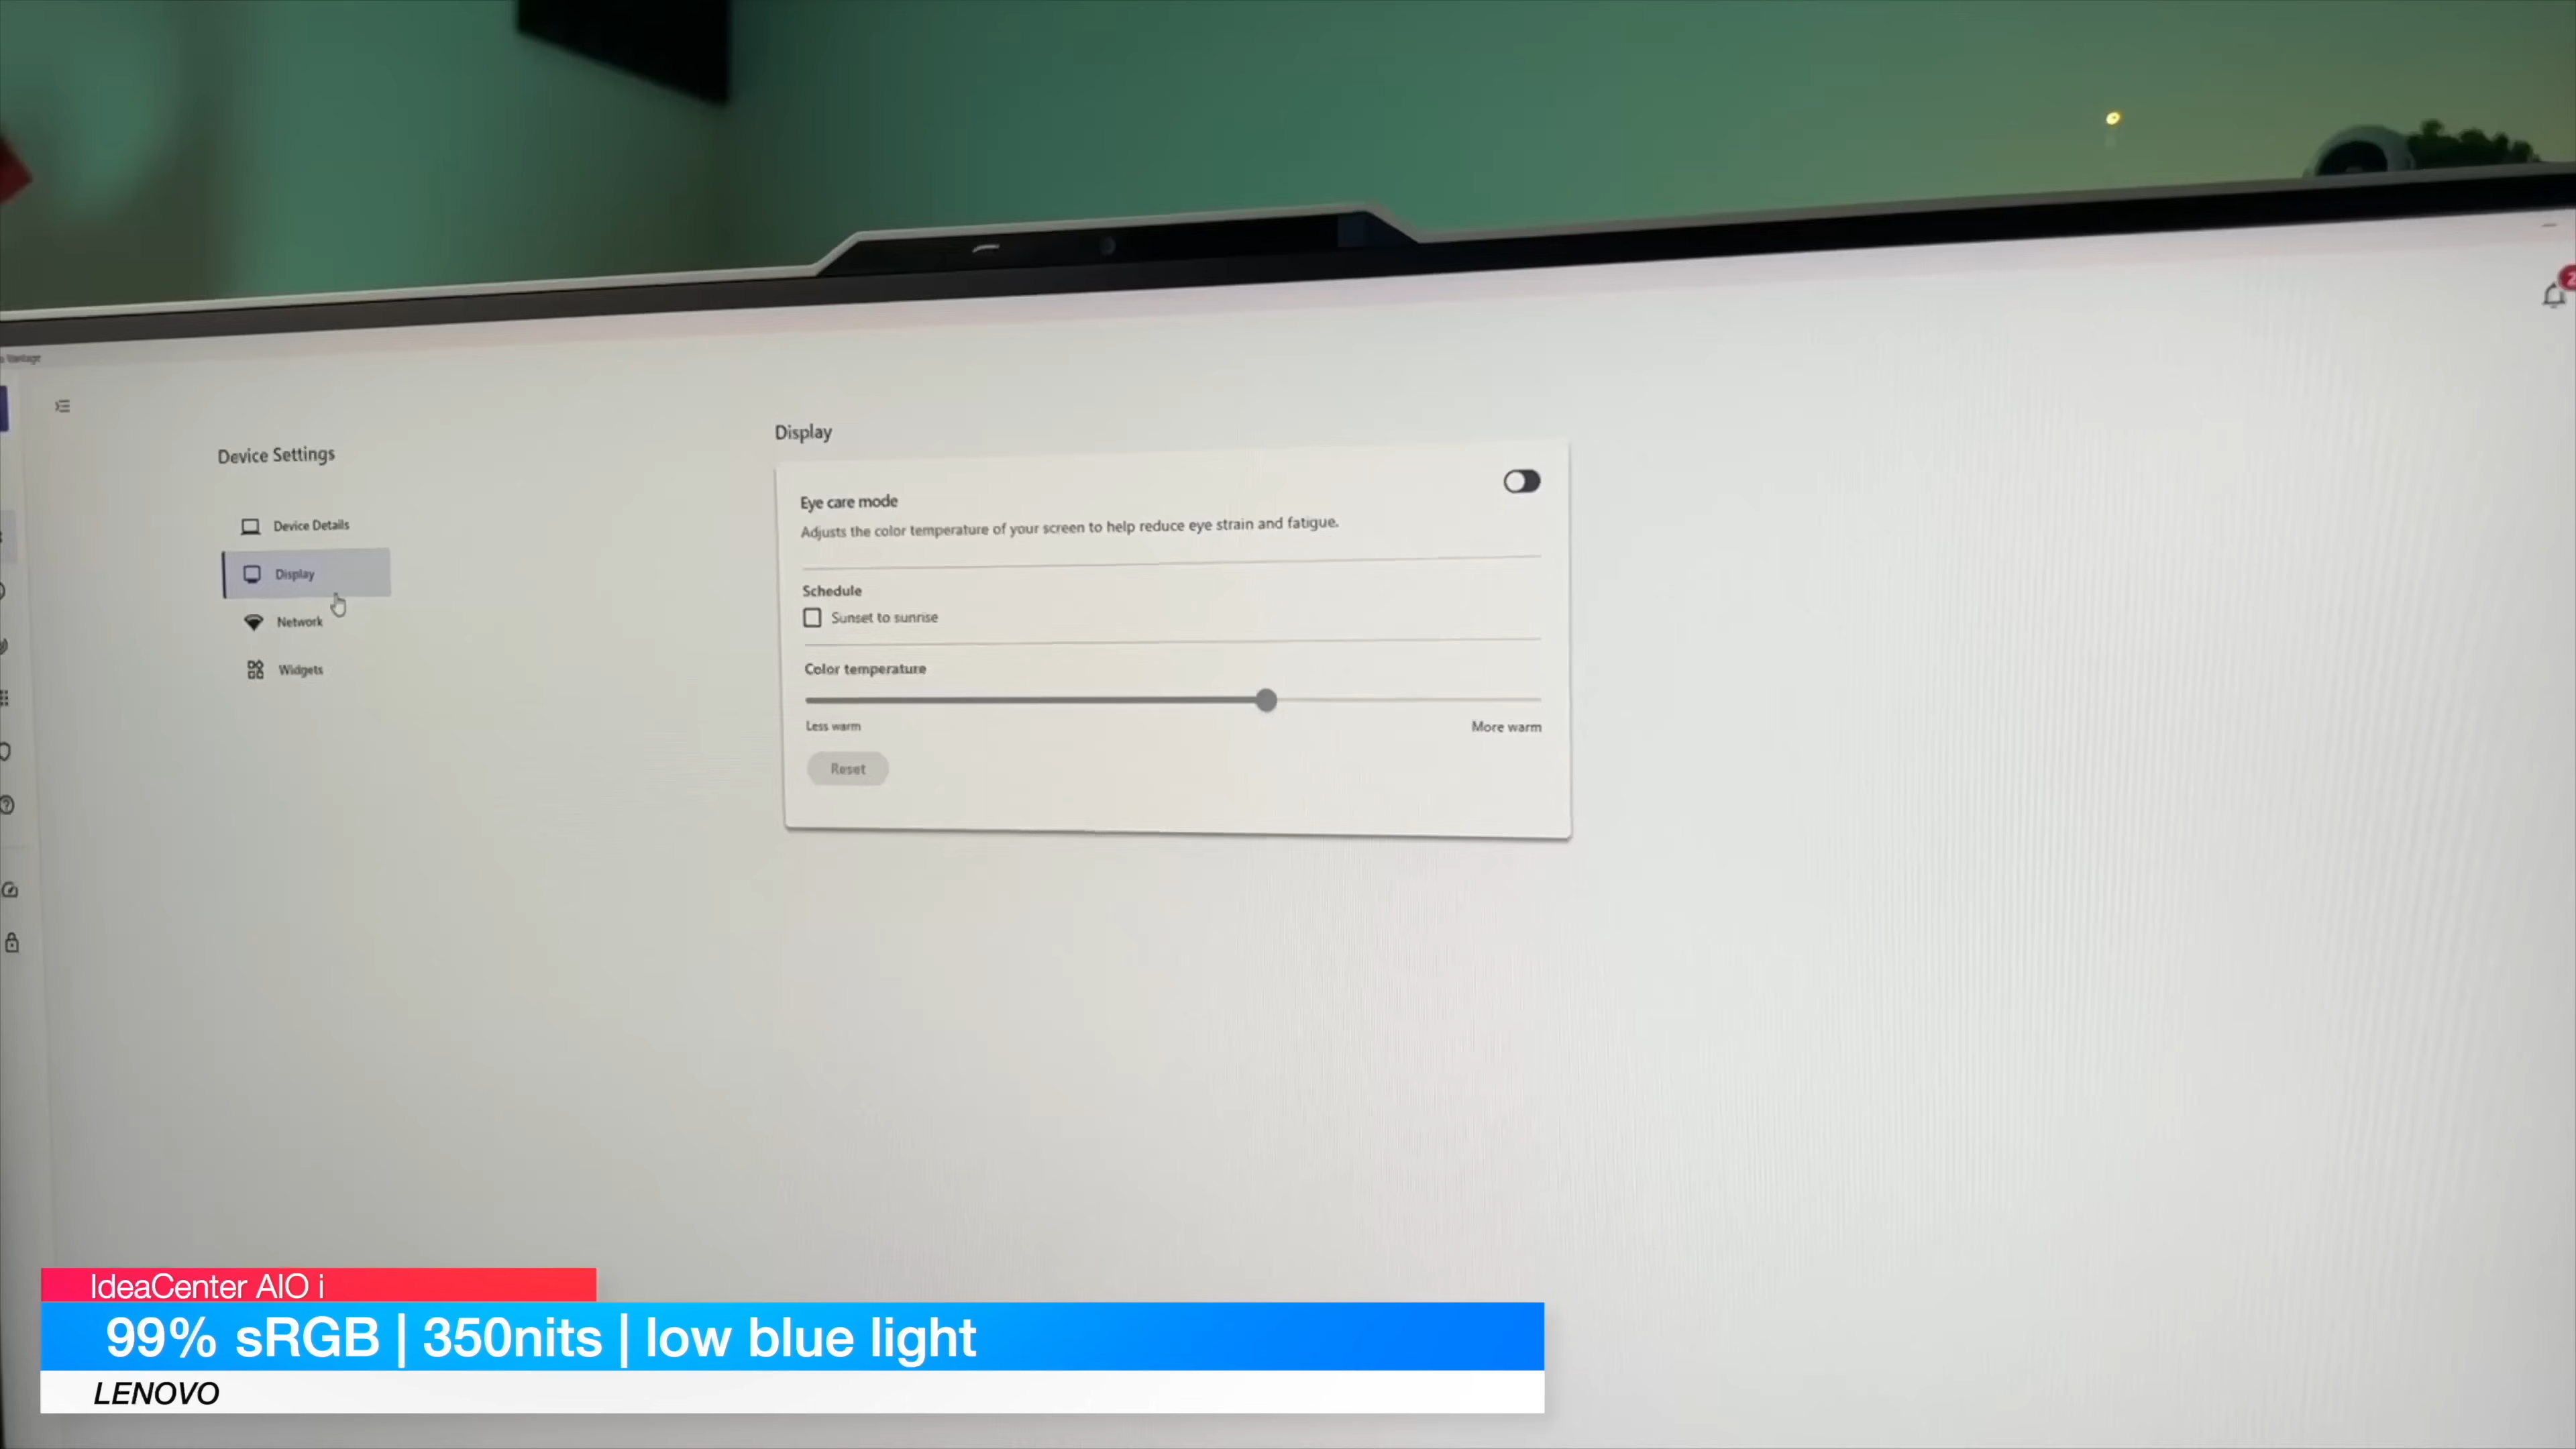 Vantage
2
Device Settings
Device Details
Display
Network
Widgets
Display
Eye care mode
Adjusts the color temperature of your screen to help reduce eye strain and fatigue.
Schedule
Sunset to sunrise
Color temperature
Less warm
More warm
Reset
IdeaCenter AIO i
99% sRGB | 350nits | low blue light
LENOVO